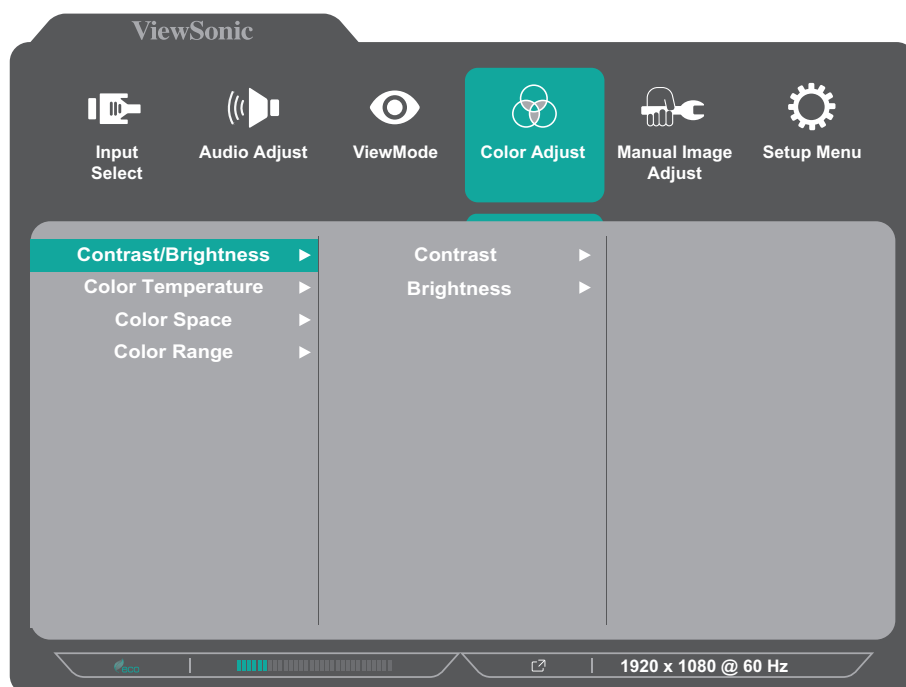 ViewSonic
Input
Select
Audio Adjust
ViewMode
Color Adjust
Manual Image
Adjust
Setup Menu
Contrast/Brightness
Color Temperature
Color Space
Color Range
Contrast
Brightness
ECO
1920 x 1080 @ 60 Hz